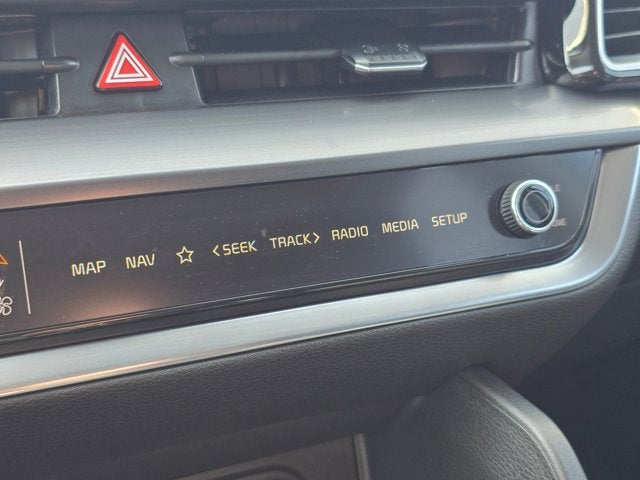 MAP NAV ☆ <SEEK TRACK> RADIO MEDIA SETUP